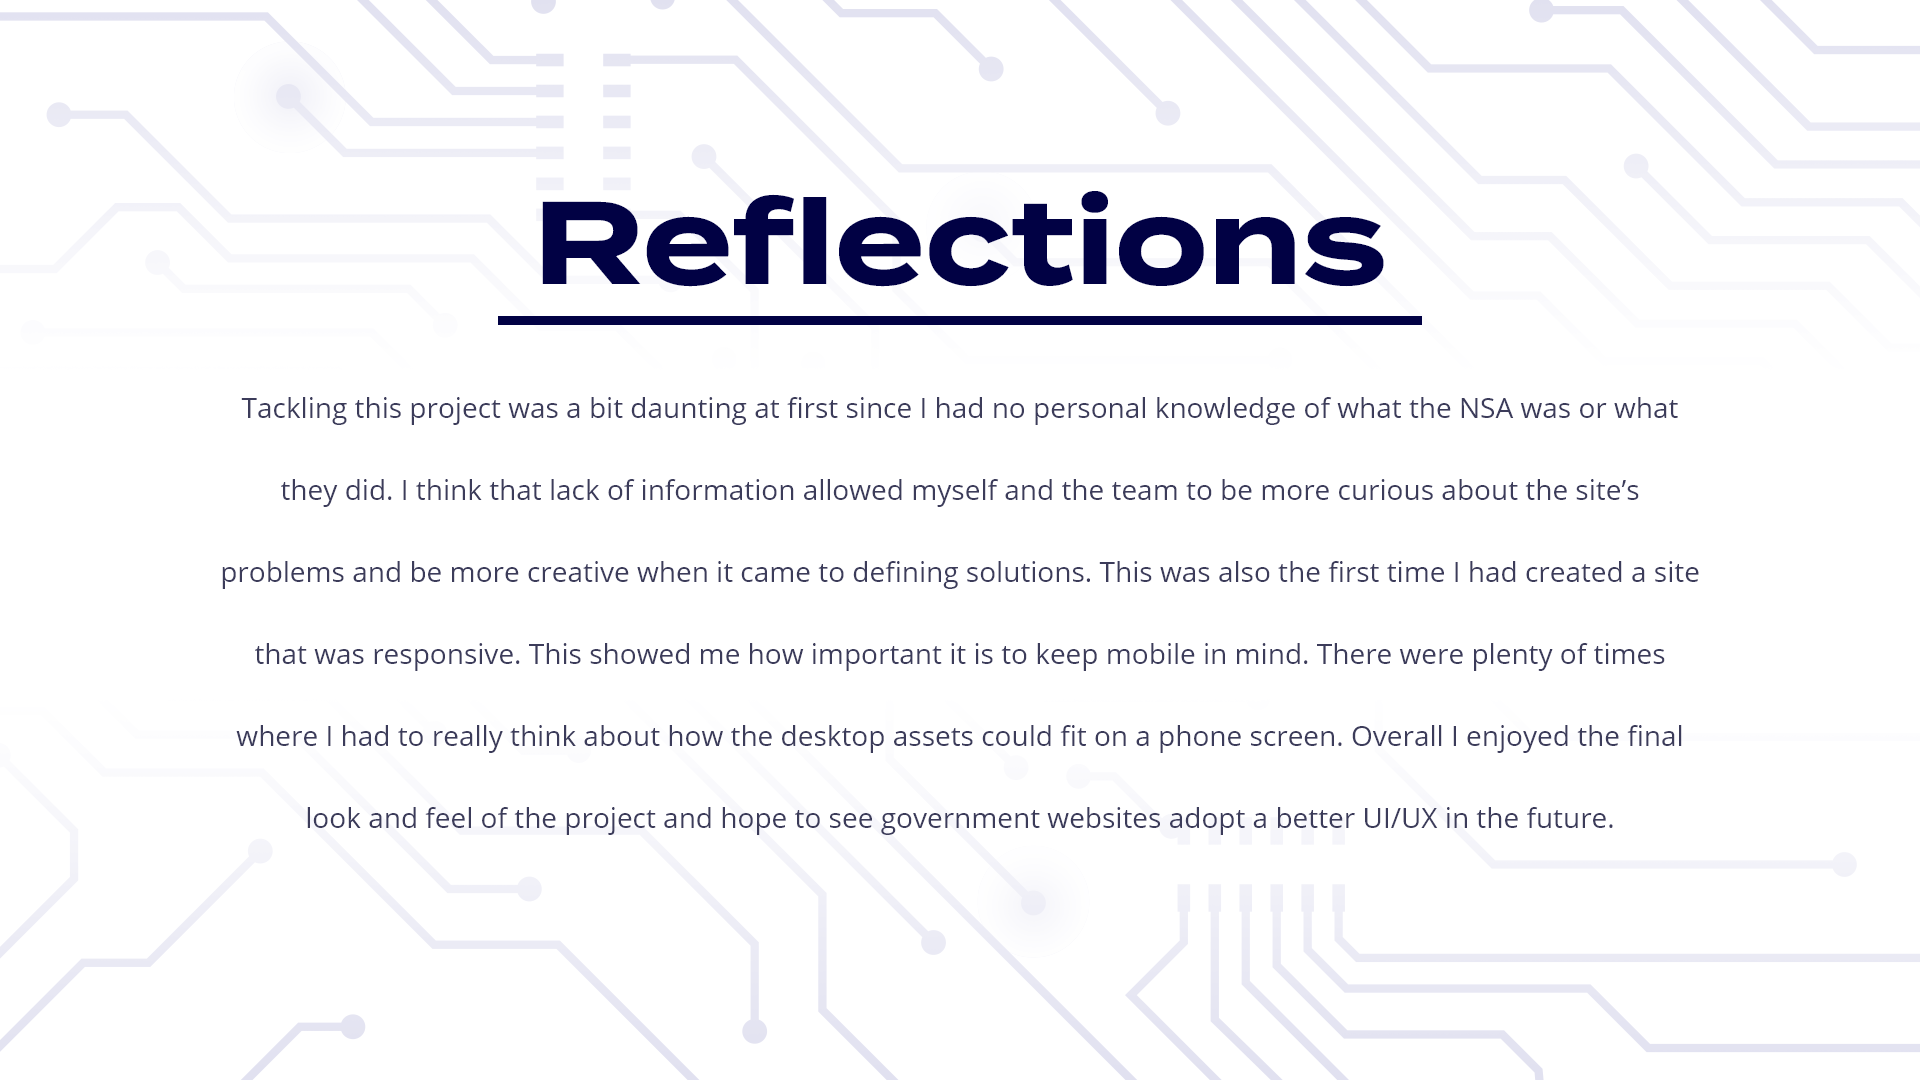 Reflections
Tackling this project was a bit daunting at first since I had no personal knowledge of what the NSA was or what
they did. I think that lack of information allowed myself and the team to be more curious about the site’s
problems and be more creative when it came to defining solutions. This was also the first time I had created a site
that was responsive. This showed me how important it is to keep mobile in mind. There were plenty of times
where I had to really think about how the desktop assets could fit on a phone screen. Overall I enjoyed the final
look and feel of the project and hope to see government websites adopt a better UI/UX in the future.